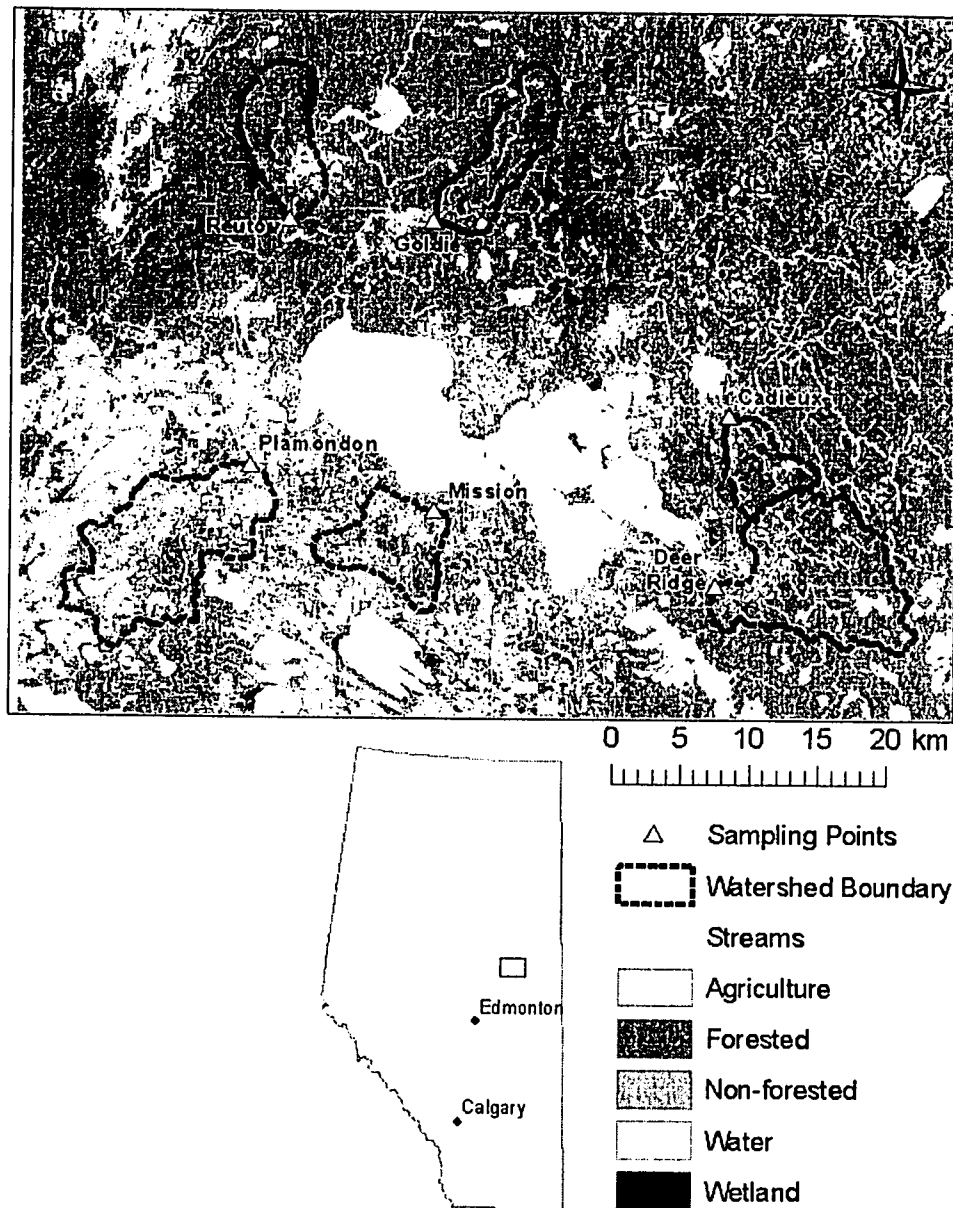 Reutov
Goldie
Cadieux
Plamondon
Mission
Deer
Ridge
0 5 10 15 20 km
Sampling Points
Watershed Boundary
Streams
Agriculture
Forested
Non-forested
Water
Wetland
Edmonton
Calgary